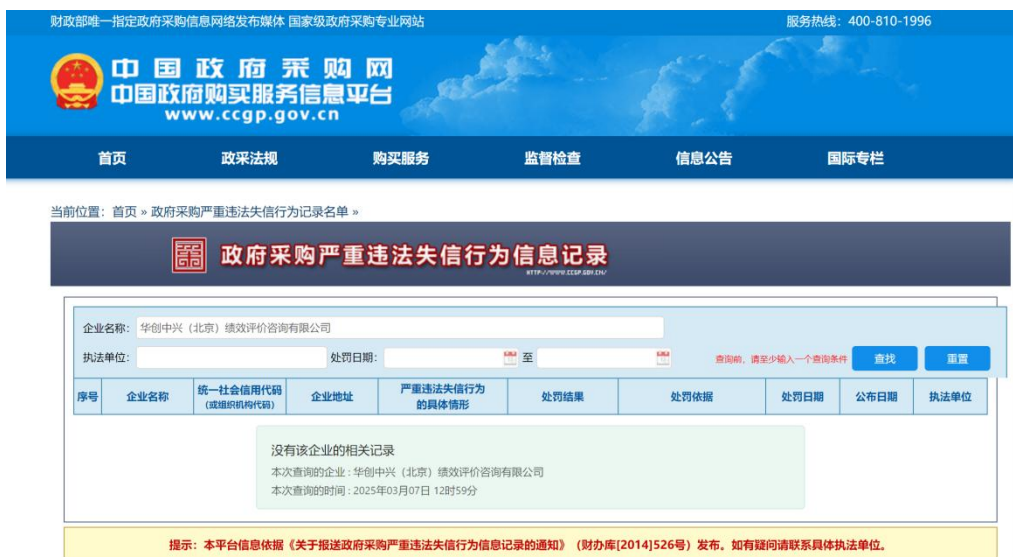 财政部唯一指定政府采购信息网络发布媒体 国家级政府采购专业网站 服务热线：400-810-1996
中国政府采购网
中国政府购买服务信息平台
www.ccgp.gov.cn
首页 政采法规 购买服务 监督检查 信息公告 国际专栏
当前位置：首页 » 政府采购严重违法失信行为记录名单 »
政府采购严重违法失信行为信息记录
HTTP://WWW.CCGP.GOV.CN/
企业名称：华创中兴（北京）绩效评价咨询有限公司
执法单位： 处罚日期： 至 查询前，请至少输入一个查询条件 查找 重置
序号 企业名称 统一社会信用代码（或组织机构代码） 企业地址 严重违法失信行为的具体情形 处罚结果 处罚依据 处罚日期 公布日期 执法单位
没有该企业的相关记录
本次查询的企业 : 华创中兴（北京）绩效评价咨询有限公司
本次查询的时间 : 2025年03月07日 12时59分
提示：本平台信息依据《关于报送政府采购严重违法失信行为信息记录的通知》（财办库[2014]526号）发布。如有疑问请联系具体执法单位。